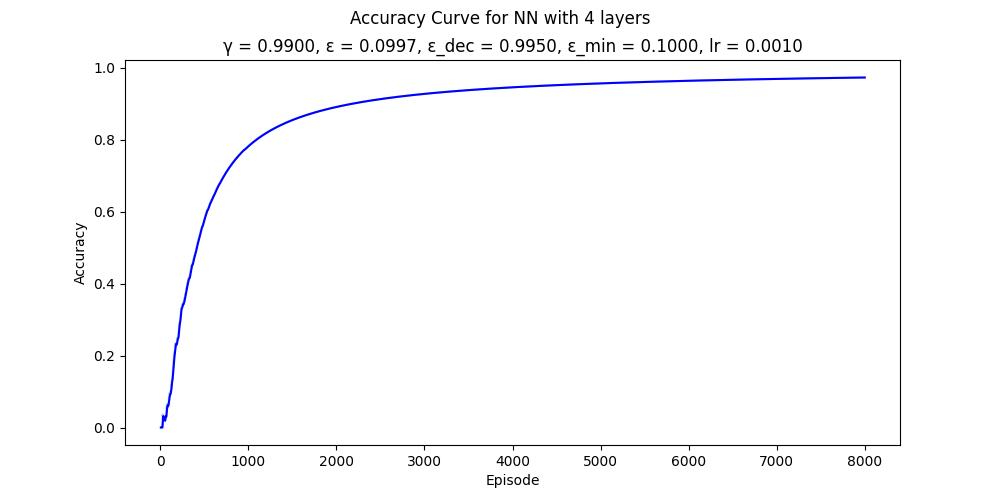 Accuracy Curve for NN with 4 layers
γ = 0.9900, ε = 0.0997, ε_dec = 0.9950, ε_min = 0.1000, lr = 0.0010
1.0
0.8
0.6
0.4
0.2
0.0
Accuracy
0 1000 2000 3000 4000 5000 6000 7000 8000
Episode